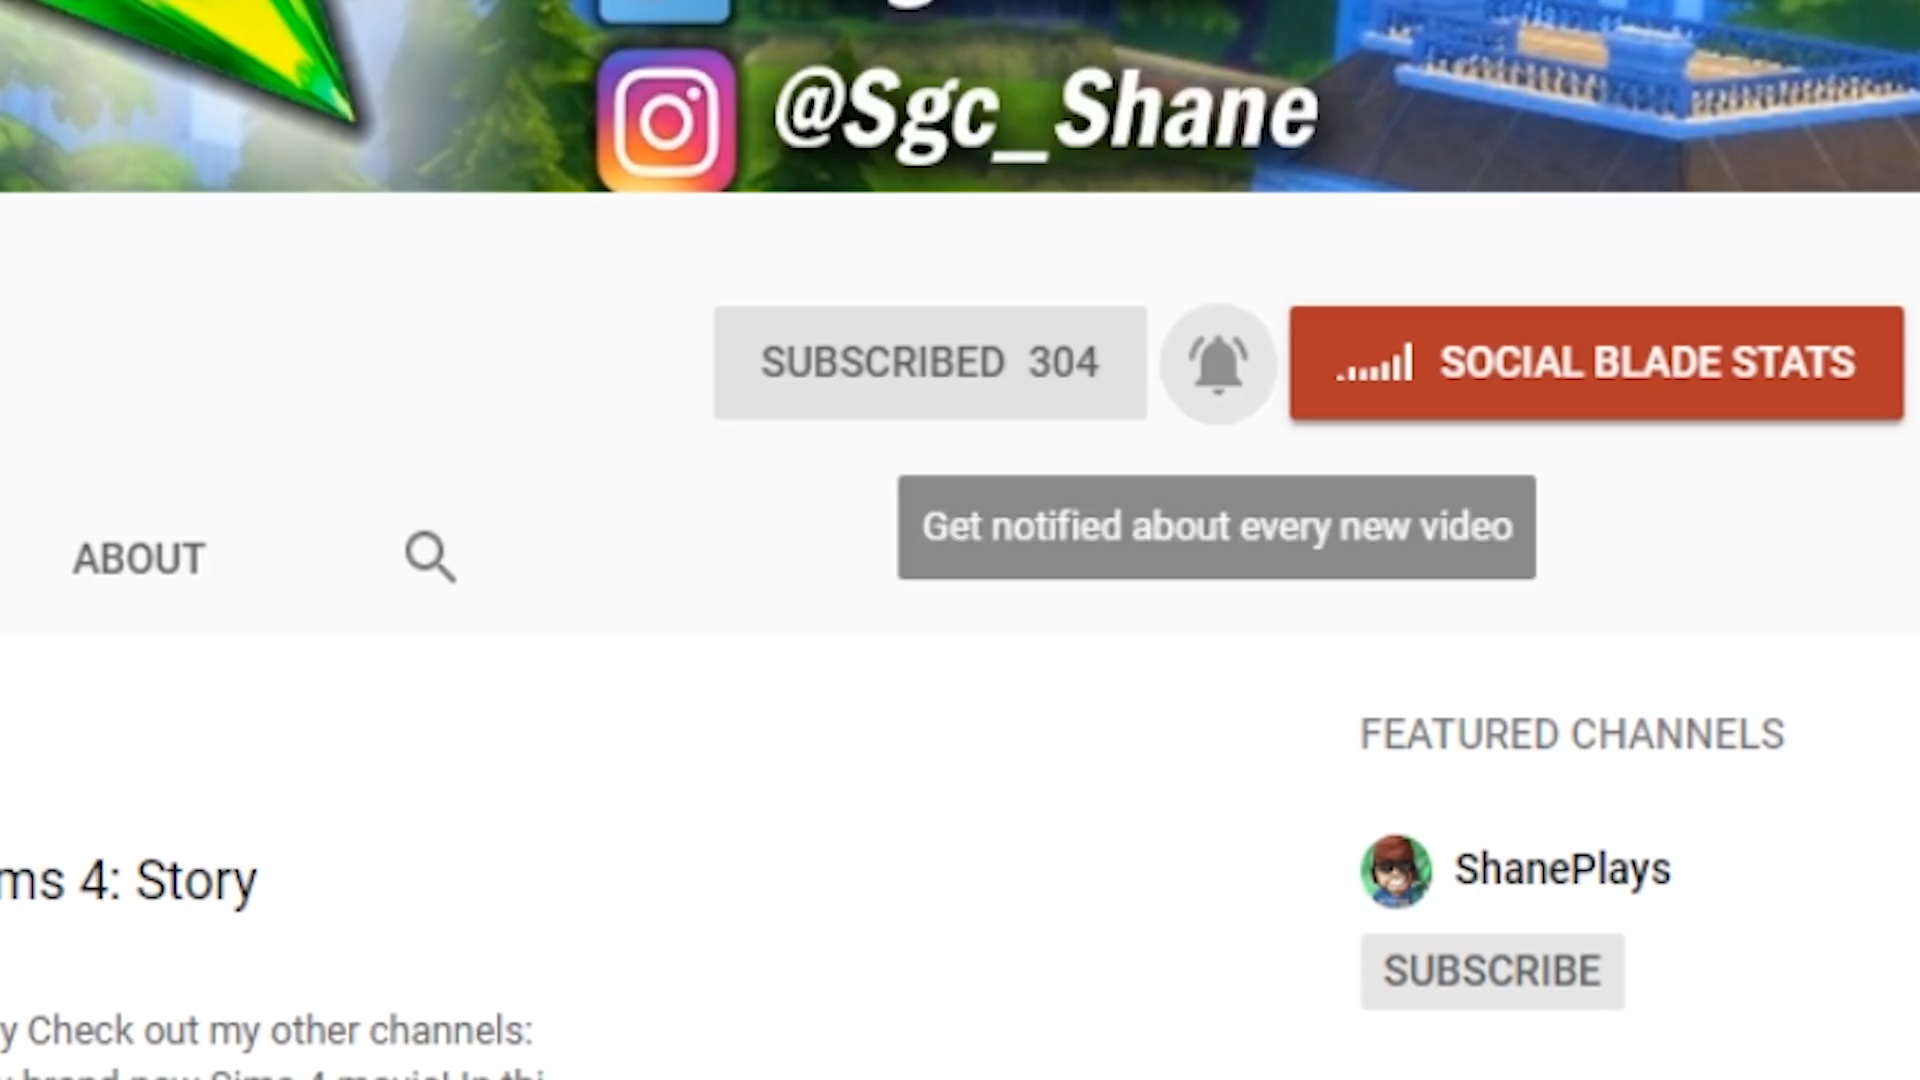 @Sgc_Shane
SUBSCRIBED 304
SOCIAL BLADE STATS
Get notified about every new video
ABOUT
FEATURED CHANNELS
ShanePlays
SUBSCRIBE
ms 4: Story
y Check out my other channels: